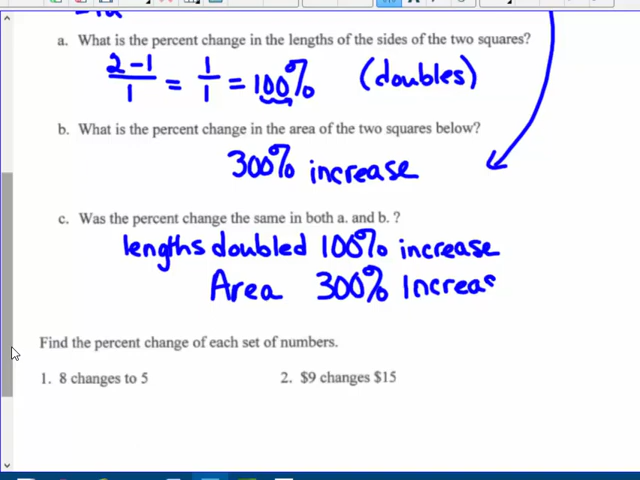 a. What is the percent change in the lengths of the sides of the two squares?
2-1/1 = 1/1 = 100% (doubles)
b. What is the percent change in the area of the two squares below?
300% increase
c. Was the percent change the same in both a. and b. ?
lengths doubled 100% increase
Area 300% Increas
Find the percent change of each set of numbers.
1. 8 changes to 5 2. $9 changes $15